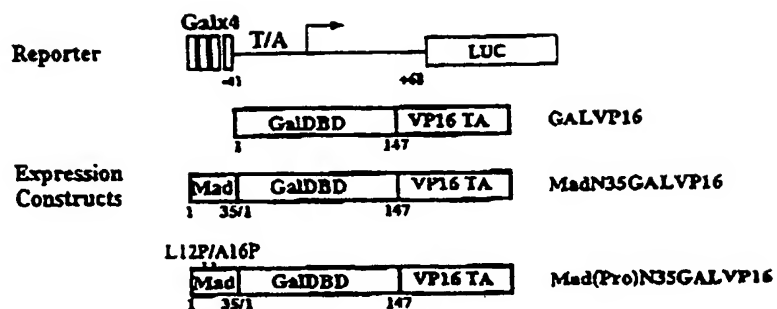 Galx4
T/A
Reporter
LUC
-41
+68
GalDBD
VP16 TA
GALVP16
1
147
Expression
Constructs
Mad
GalDBD
VP16 TA
MadN35GALVP16
1
35/1
147
L12P/A16P
Mad
GalDBD
VP16 TA
Mad(Pro)N35GALVP16
1
35/1
147